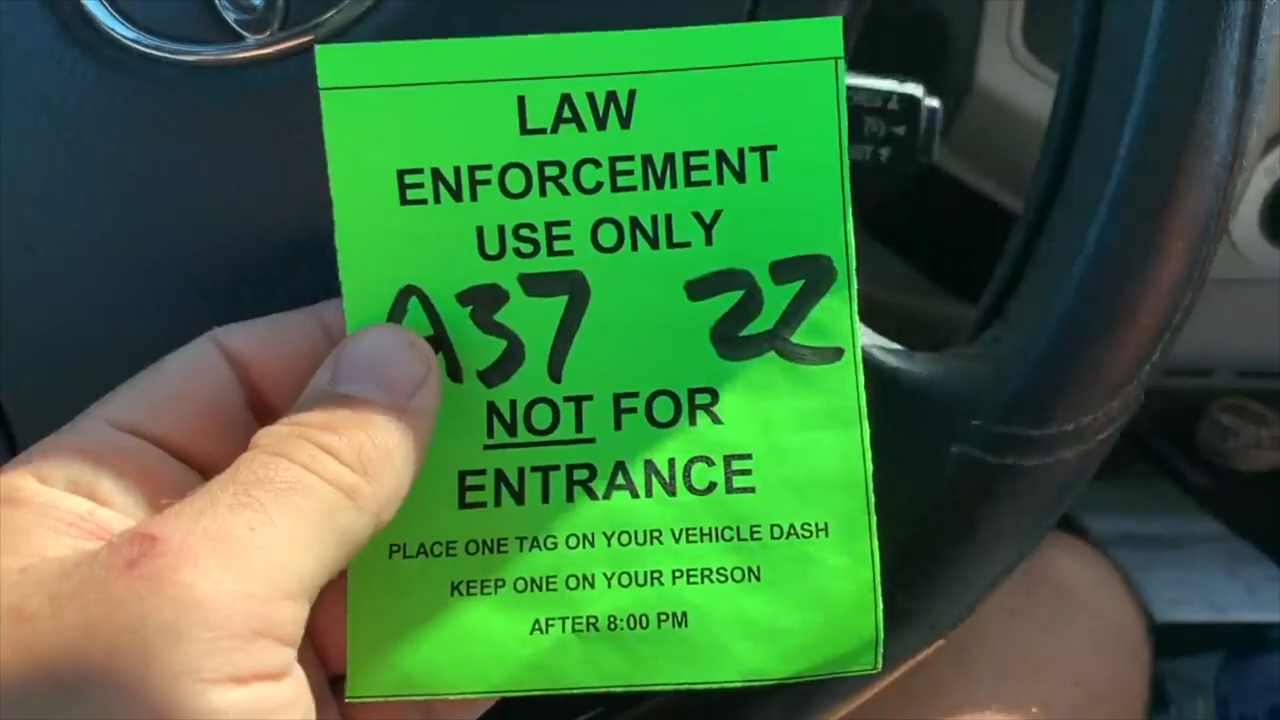 LAW
ENFORCEMENT
USE ONLY
A37 22
NOT FOR
ENTRANCE
PLACE ONE TAG ON YOUR VEHICLE DASH
KEEP ONE ON YOUR PERSON
AFTER 8:00 PM